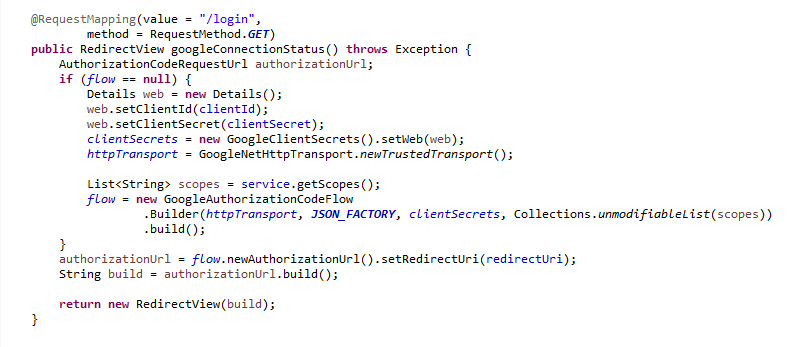 @RequestMapping(value = "/login",
        method = RequestMethod.GET)
public RedirectView googleConnectionStatus() throws Exception {
    AuthorizationCodeRequestUrl authorizationUrl;
    if (flow == null) {
        Details web = new Details();
        web.setClientId(clientId);
        web.setClientSecret(clientSecret);
        clientSecrets = new GoogleClientSecrets().setWeb(web);
        httpTransport = GoogleNetHttpTransport.newTrustedTransport();

        List<String> scopes = service.getScopes();
        flow = new GoogleAuthorizationCodeFlow
                .Builder(httpTransport, JSON_FACTORY, clientSecrets, Collections.unmodifiableList(scopes))
                .build();
    }
    authorizationUrl = flow.newAuthorizationUrl().setRedirectUri(redirectUri);
    String build = authorizationUrl.build();

    return new RedirectView(build);
}